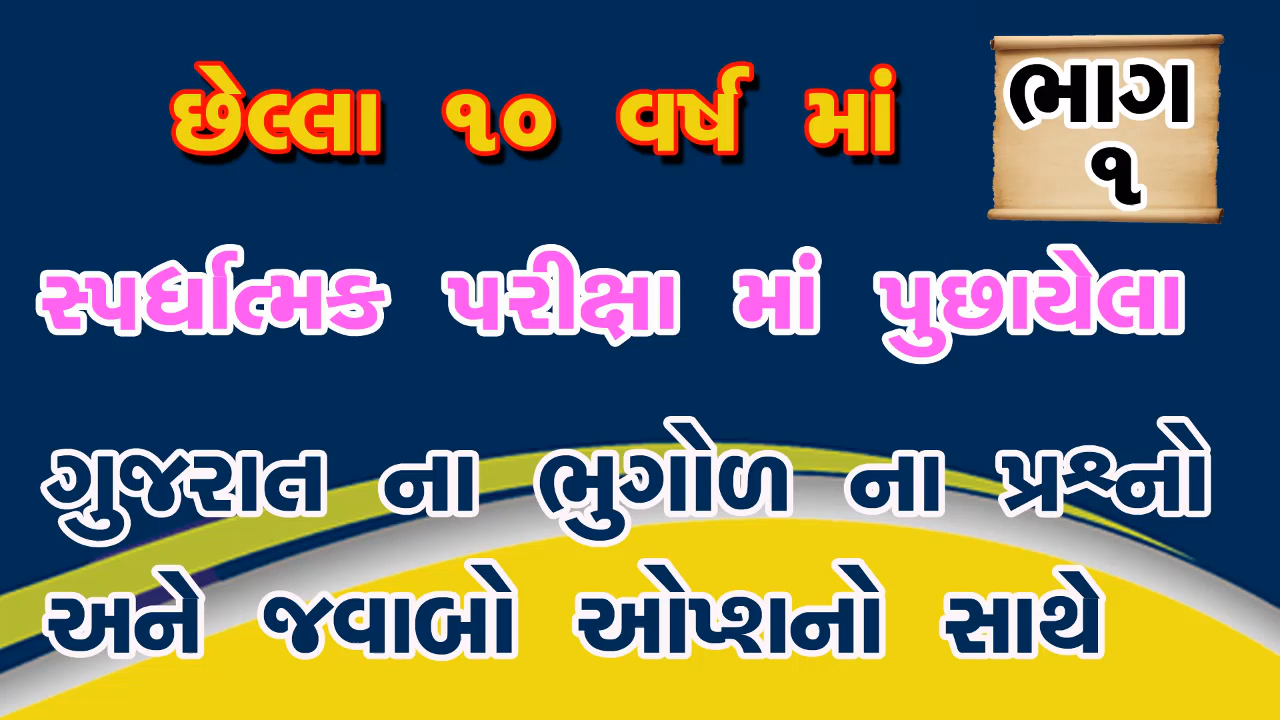 છેલ્લા ૧૦ વર્ષ માં
ભાગ
૧
સ્પર્ધાત્મક પરીક્ષા માં પુછાયેલા
ગુજરાત ના ભુગોળ ના પ્રશ્નો
અને જવાબો ઓપ્શનો સાથે